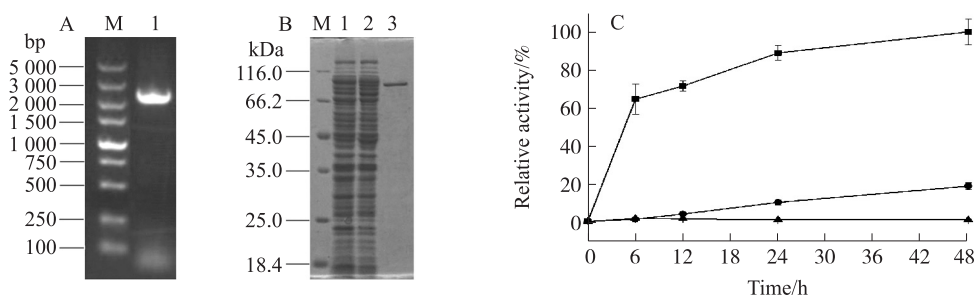 A M 1
bp
5 000
3 000
2 000
1 500
1 000
750
500
250
100
B M 1 2 3
kDa
116.0
66.2
45.0
35.0
25.0
18.4
C
Relative activity/%
100
80
60
40
20
0
0 6 12 18 24 30 36 42 48
Time/h